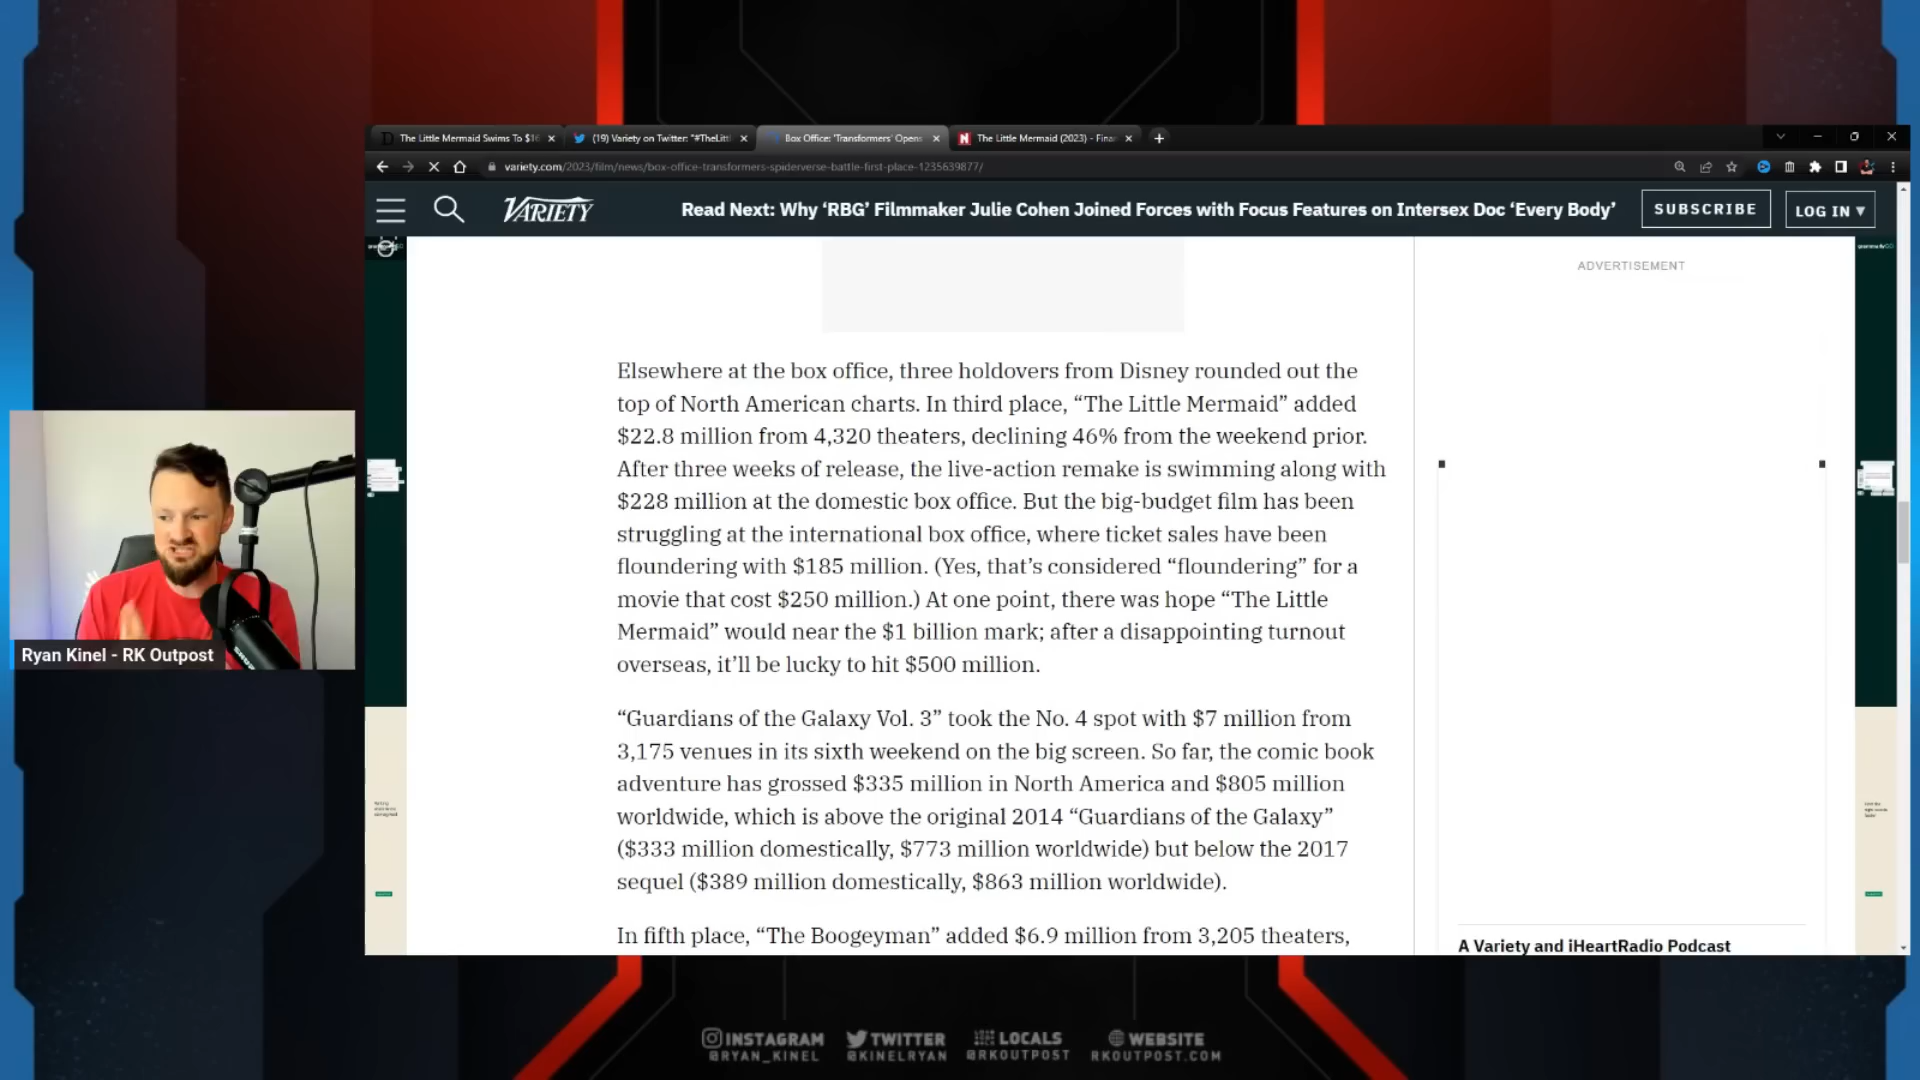 The Little Mermaid Swims To $16
(19) Variety on Twitter: "#TheLittl
Box Office: 'Transformers' Opens
The Little Mermaid (2023) - Finan
variety.com/2023/film/news/box-office-transformers-spiderverse-battle-first-place-1235639877/
VARIETY
Read Next: Why ‘RBG’ Filmmaker Julie Cohen Joined Forces with Focus Features on Intersex Doc ‘Every Body’
SUBSCRIBE
LOG IN
ADVERTISEMENT
Elsewhere at the box office, three holdovers from Disney rounded out the
top of North American charts. In third place, “The Little Mermaid” added
$22.8 million from 4,320 theaters, declining 46% from the weekend prior.
After three weeks of release, the live-action remake is swimming along with
$228 million at the domestic box office. But the big-budget film has been
struggling at the international box office, where ticket sales have been
floundering with $185 million. (Yes, that’s considered “floundering” for a
movie that cost $250 million.) At one point, there was hope “The Little
Mermaid” would near the $1 billion mark; after a disappointing turnout
overseas, it’ll be lucky to hit $500 million.
“Guardians of the Galaxy Vol. 3” took the No. 4 spot with $7 million from
3,175 venues in its sixth weekend on the big screen. So far, the comic book
adventure has grossed $335 million in North America and $805 million
worldwide, which is above the original 2014 “Guardians of the Galaxy”
($333 million domestically, $773 million worldwide) but below the 2017
sequel ($389 million domestically, $863 million worldwide).
In fifth place, “The Boogeyman” added $6.9 million from 3,205 theaters,
A Variety and iHeartRadio Podcast
Ryan Kinel - RK Outpost
INSTAGRAM
@RYAN_KINEL
TWITTER
@KINELRYAN
LOCALS
@RKOUTPOST
WEBSITE
RKOUTPOST.COM